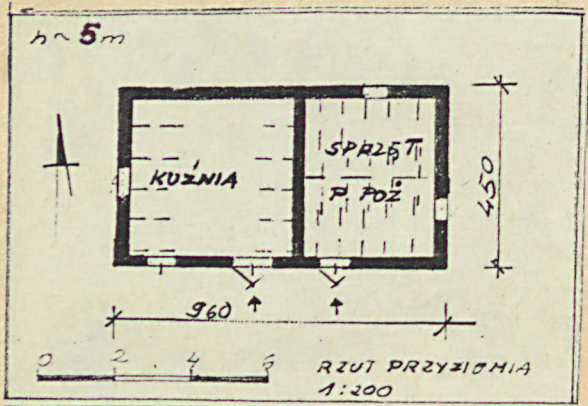 h ~ 5m
KUŹNIA
SPRZĘT
P POŻ
450
960
0 2 4 6
RZUT PRZYZIEMIA
1:200